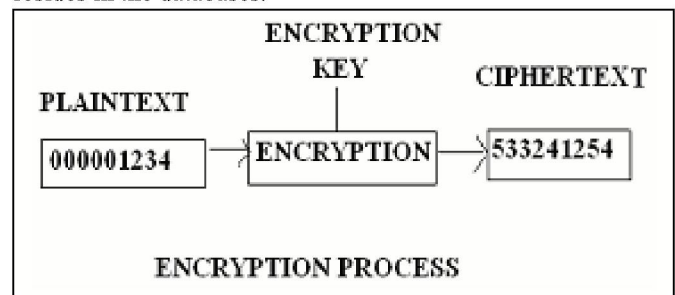 ENCRYPTION
KEY
CIPHERTEXT
PLAINTEXT
000001234
ENCRYPTION
533241254
ENCRYPTION PROCESS